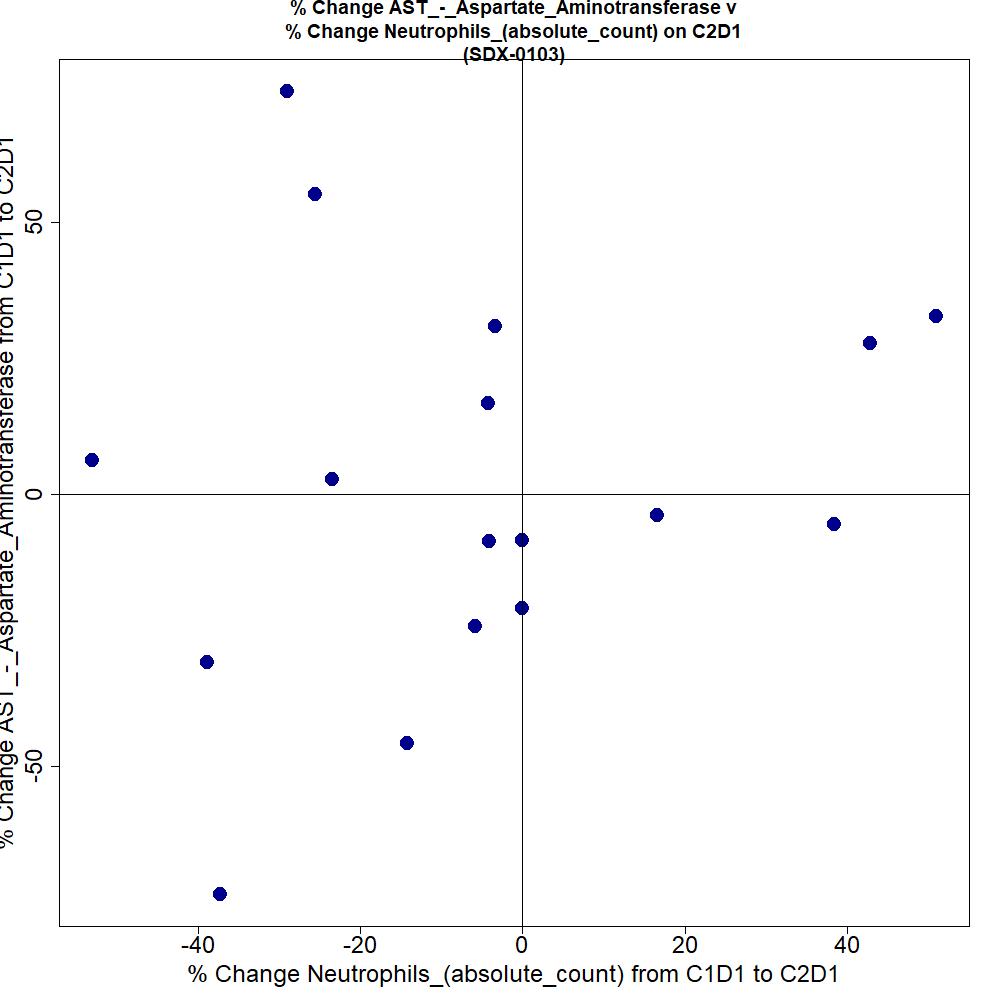 % Change AST_-_Aspartate_Aminotransferase v
% Change Neutrophils_(absolute_count) on C2D1
(SDX-0103)
% Change AST_-_Aspartate_Aminotransferase from C1D1 to C2D1
50
0
-50
-40
-20
0
20
40
% Change Neutrophils_(absolute_count) from C1D1 to C2D1